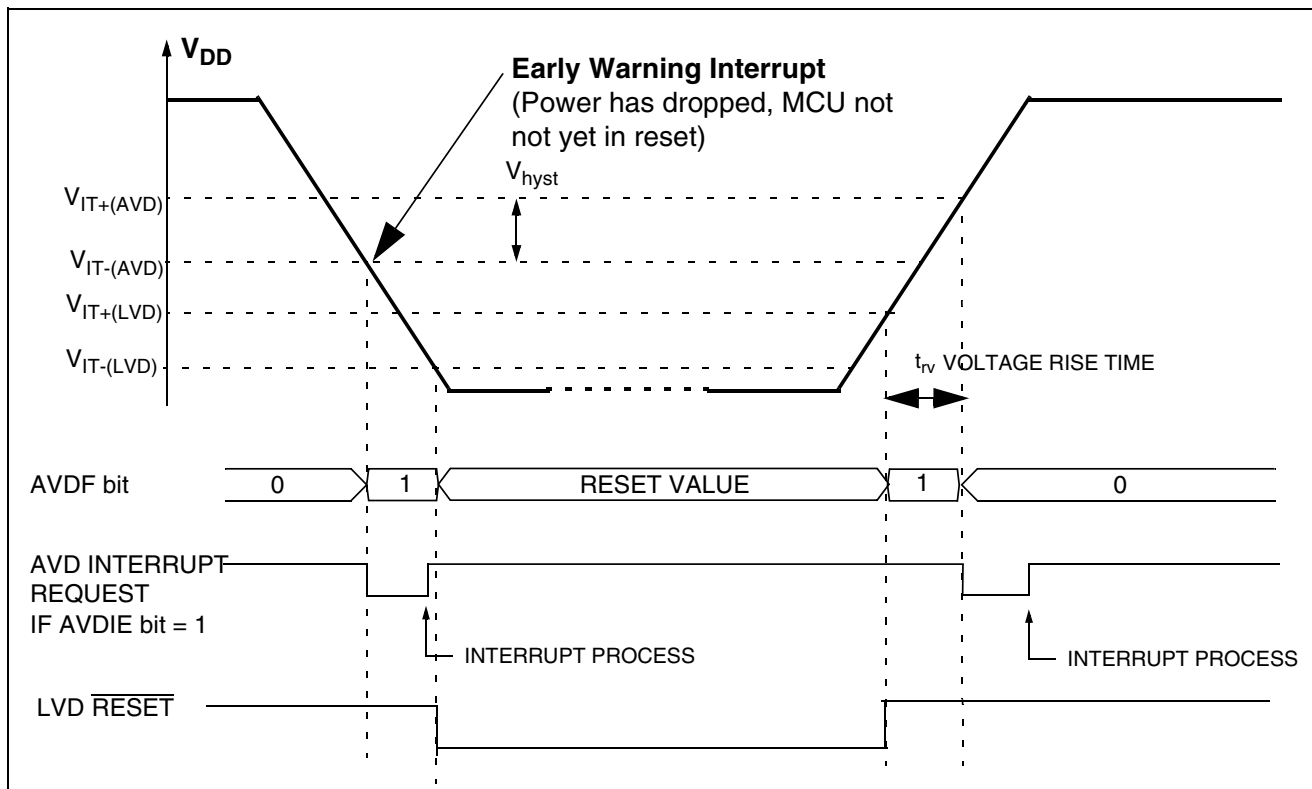 VDD
Early Warning Interrupt
(Power has dropped, MCU not
not yet in reset)
Vhyst
VIT+(AVD)
VIT-(AVD)
VIT+(LVD)
VIT-(LVD)
trv VOLTAGE RISE TIME
AVDF bit
0
1
RESET VALUE
1
0
AVD INTERRUPT
REQUEST
IF AVDIE bit = 1
INTERRUPT PROCESS
INTERRUPT PROCESS
LVD RESET